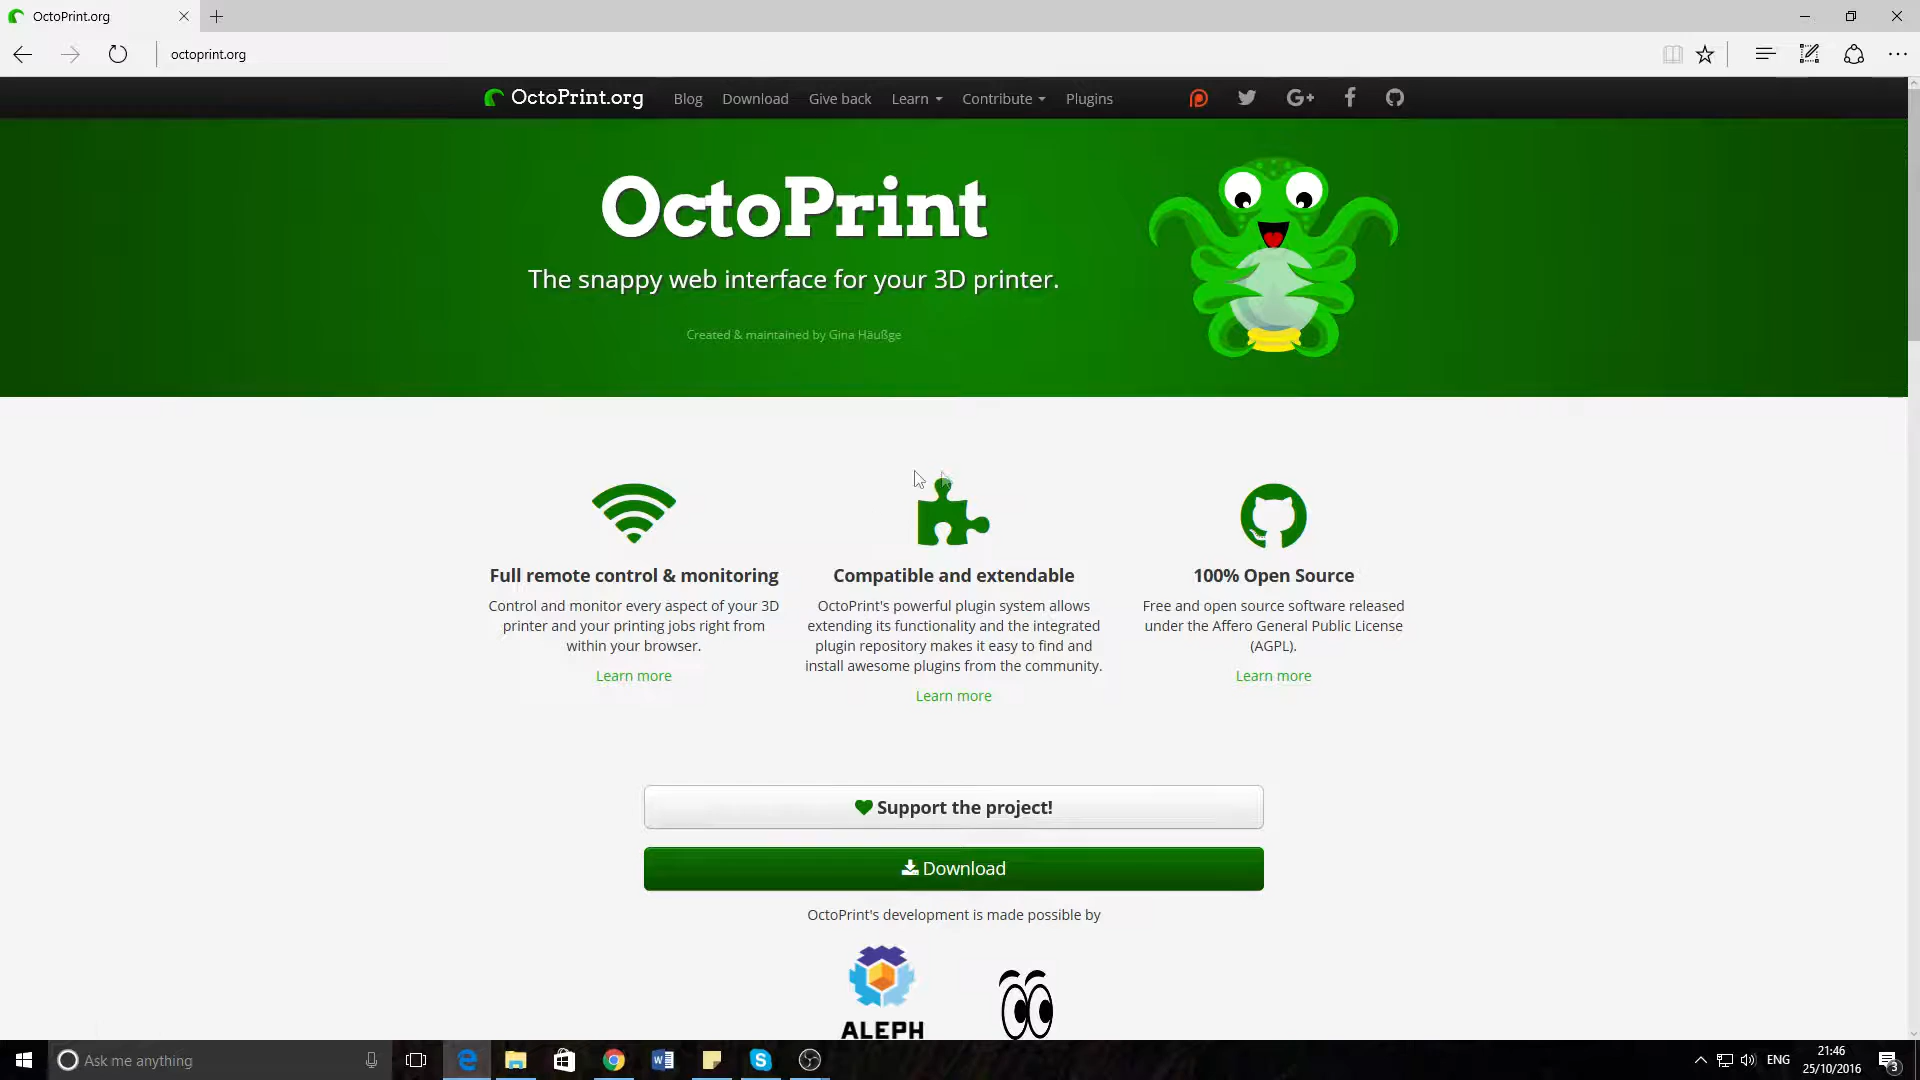 OctoPrint.org
octoprint.org
OctoPrint.org Blog Download Give back Learn Contribute Plugins
OctoPrint
The snappy web interface for your 3D printer.
Created & maintained by Gina Häußge
Full remote control & monitoring
Control and monitor every aspect of your 3D
printer and your printing jobs right from
within your browser.
Learn more
Compatible and extendable
OctoPrint's powerful plugin system allows
extending its functionality and the integrated
plugin repository makes it easy to find and
install awesome plugins from the community.
Learn more
100% Open Source
Free and open source software released
under the Affero General Public License
(AGPL).
Learn more
Support the project!
Download
OctoPrint's development is made possible by
ALEPH
Ask me anything
ENG
21:46
25/10/2016
3